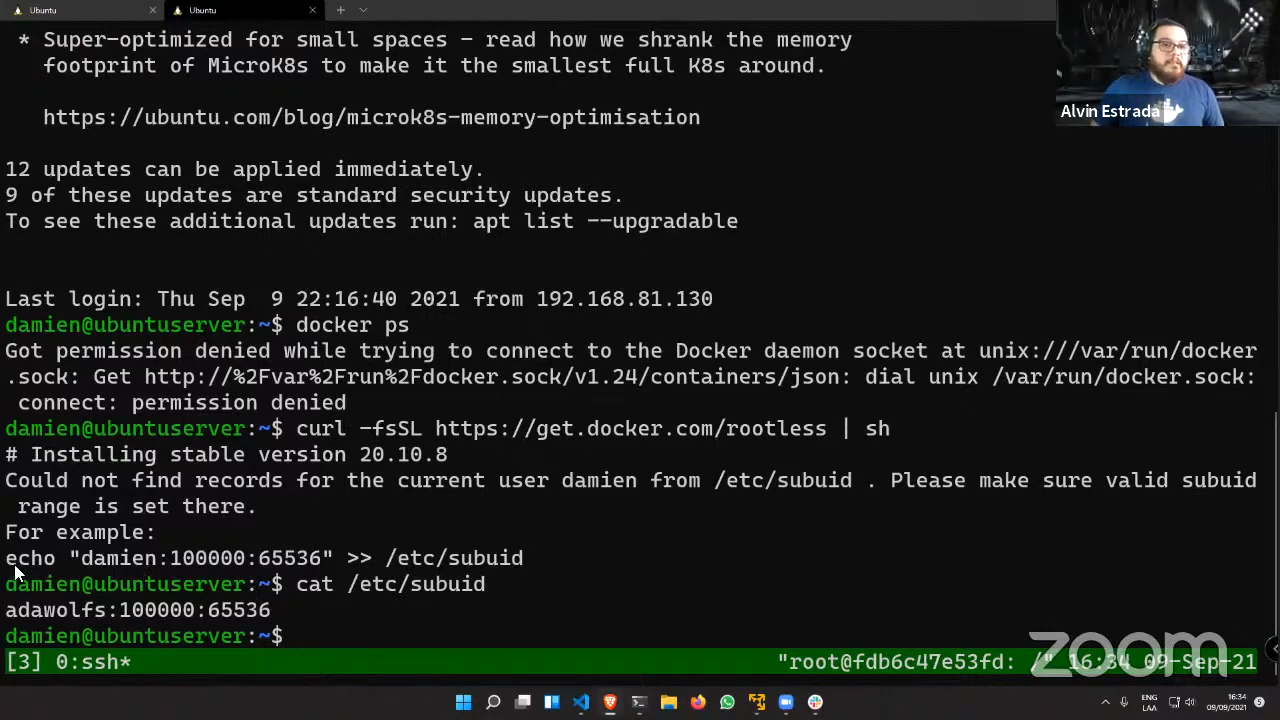 Ubuntu
Ubuntu
* Super-optimized for small spaces - read how we shrank the memory
footprint of MicroK8s to make it the smallest full K8s around.
https://ubuntu.com/blog/microk8s-memory-optimisation
12 updates can be applied immediately.
9 of these updates are standard security updates.
To see these additional updates run: apt list --upgradable
Last login: Thu Sep  9 22:16:40 2021 from 192.168.81.130
damien@ubuntuserver:~$ docker ps
Got permission denied while trying to connect to the Docker daemon socket at unix:///var/run/docker
.sock: Get http://%2Fvar%2Frun%2Fdocker.sock/v1.24/containers/json: dial unix /var/run/docker.sock:
connect: permission denied
damien@ubuntuserver:~$ curl -fsSL https://get.docker.com/rootless | sh
# Installing stable version 20.10.8
Could not find records for the current user damien from /etc/subuid . Please make sure valid subuid
range is set there.
For example:
echo "damien:100000:65536" >> /etc/subuid
damien@ubuntuserver:~$ cat /etc/subuid
adawolfs:100000:65536
damien@ubuntuserver:~$
[3] 0:ssh* "root@fdb6c47e53fd: /" 16:34 09-Sep-21
Alvin Estrada
zoom
ENG
LAA
16:34
09/09/2021
5